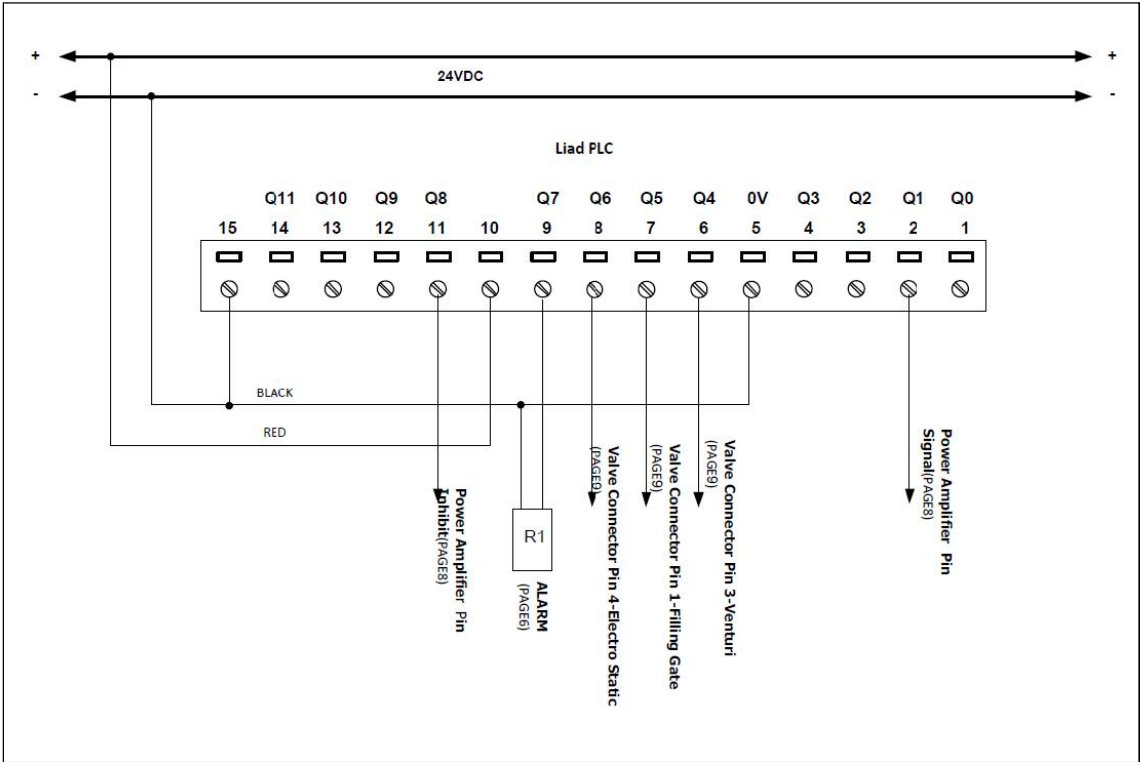 + +
24VDC
- -
Liad PLC
Q11 Q10 Q9 Q8 Q7 Q6 Q5 Q4 0V Q3 Q2 Q1 Q0
15 14 13 12 11 10 9 8 7 6 5 4 3 2 1
BLACK
RED
Power Amplifier Pin
Inhibit(PAGE8)
R1
ALARM
(PAGE6)
Valve Connector Pin 4-Electro Static
(PAGE9)
Valve Connector Pin 1-Filling Gate
(PAGE9)
Valve Connector Pin 3-Venturi
(PAGE9)
Power Amplifier Pin
Signal(PAGE8)